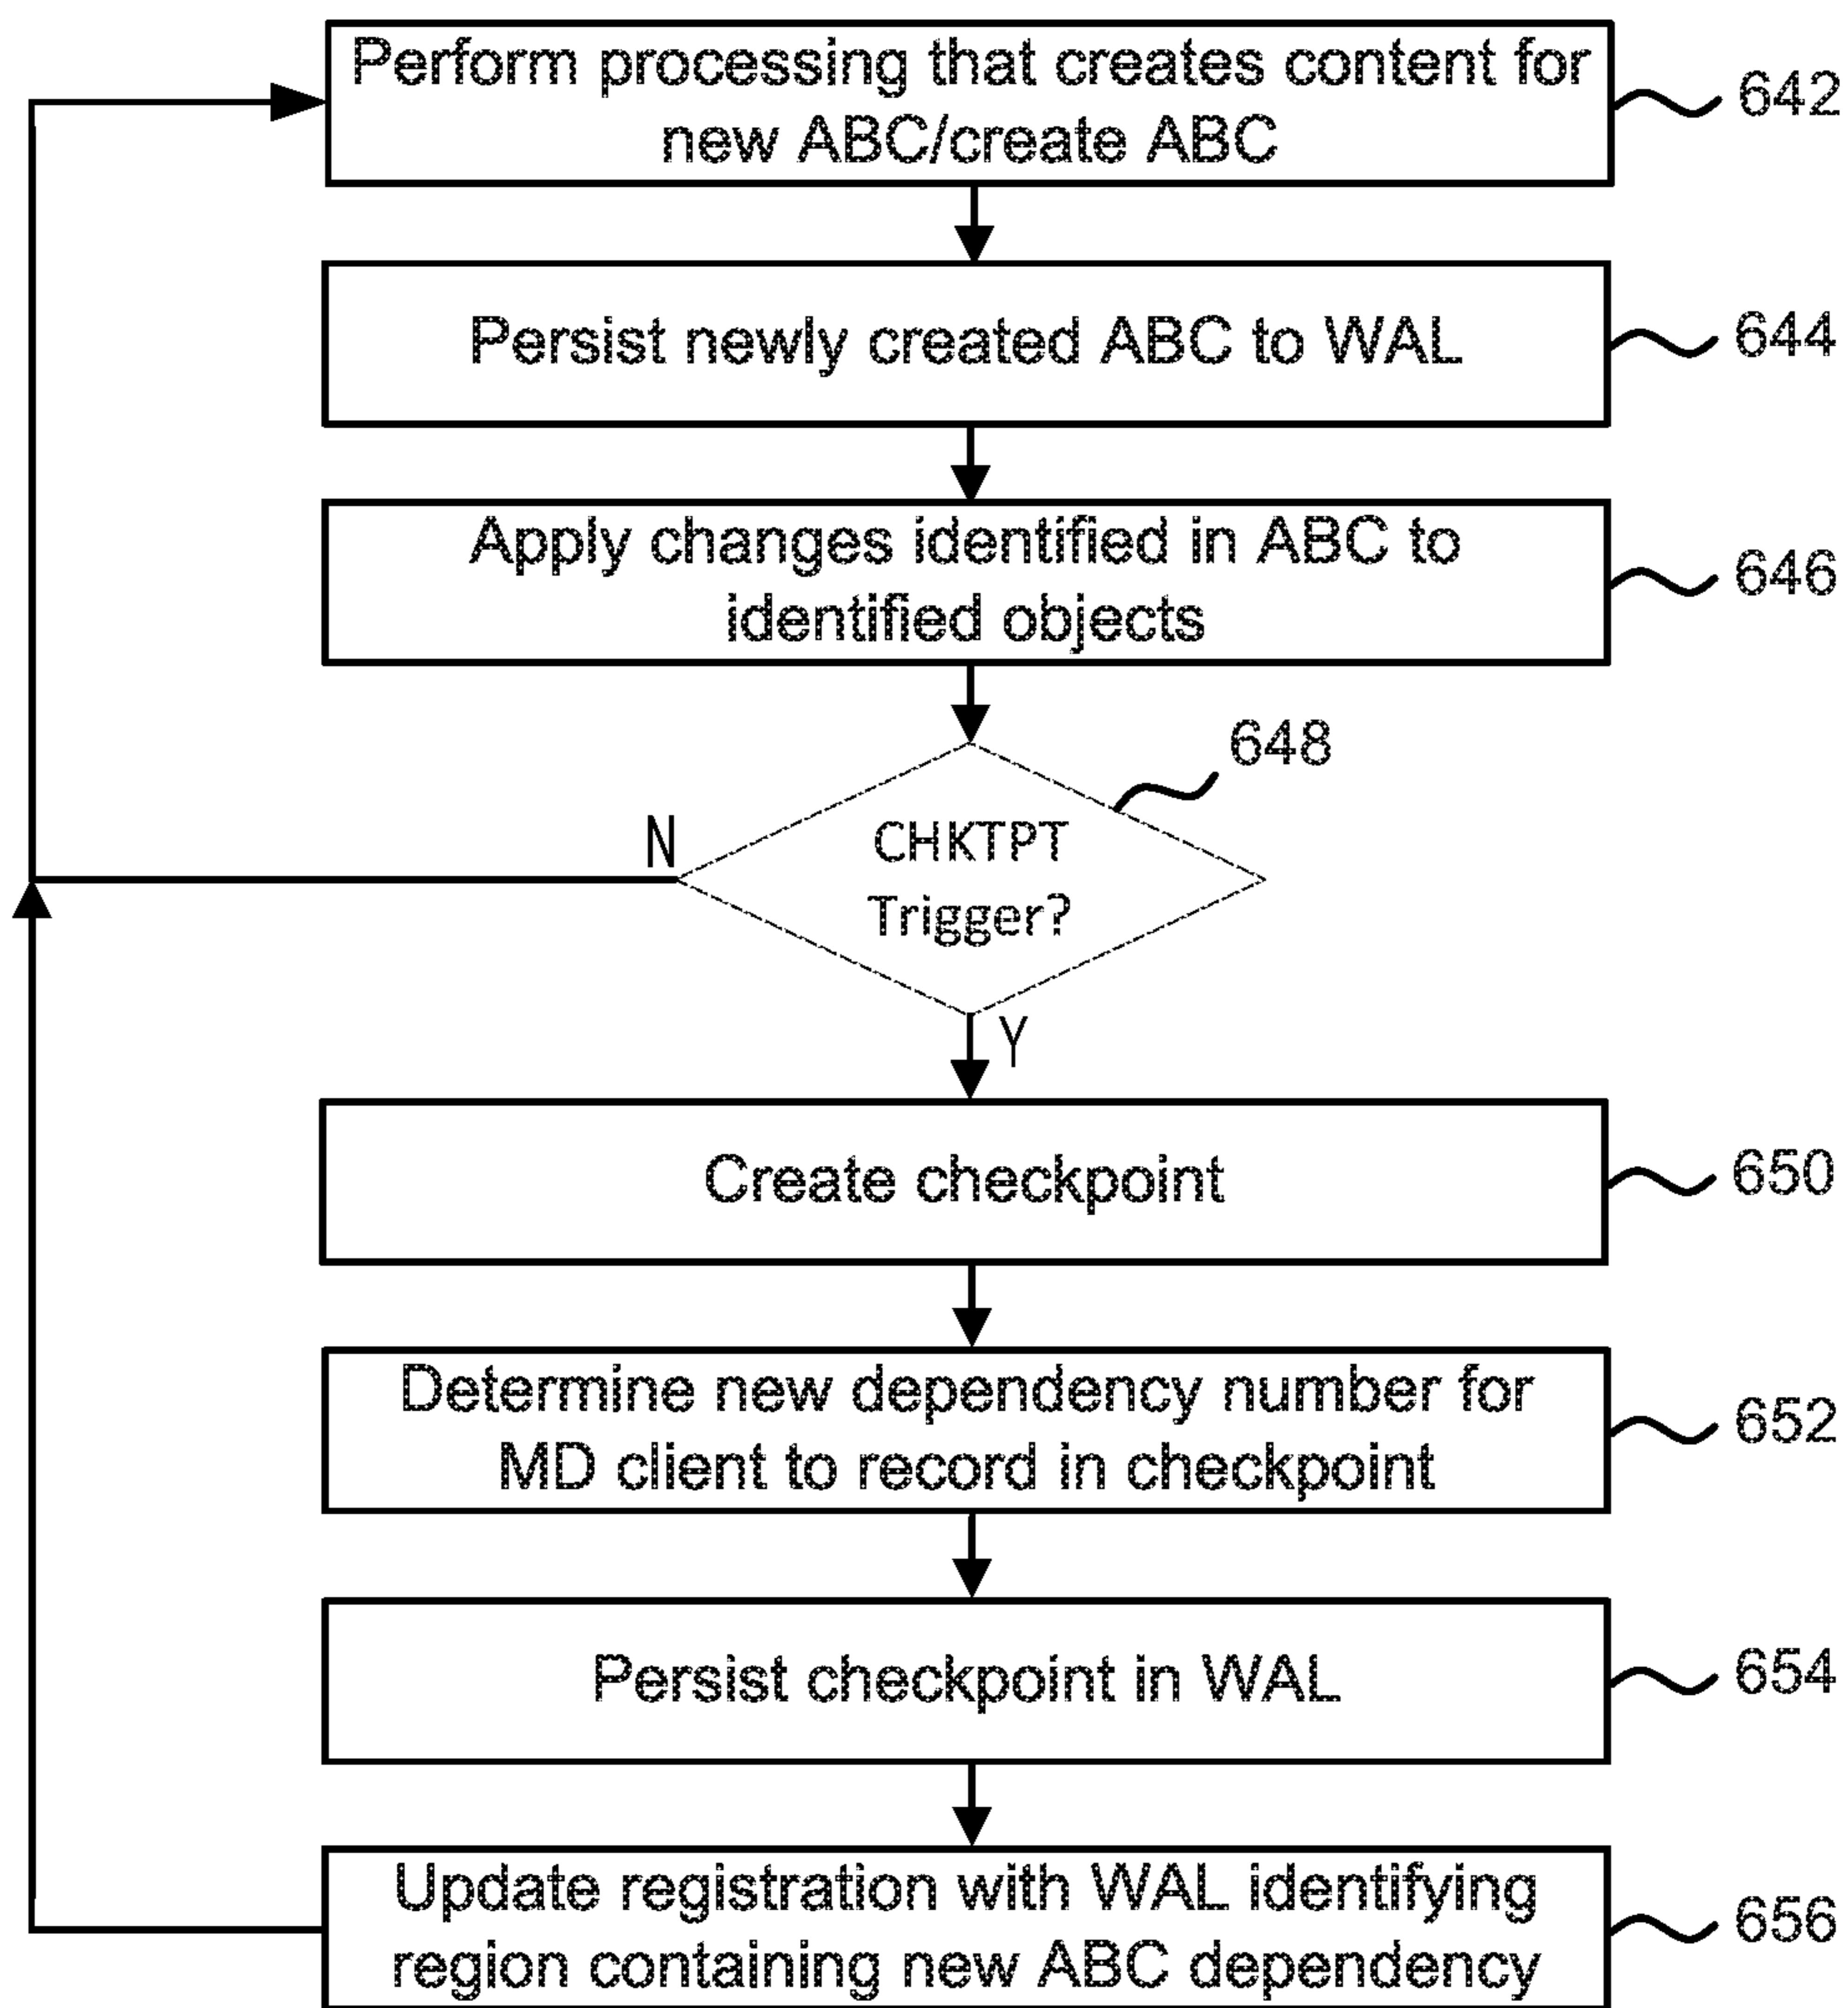 Perform processing that creates content for
new ABC/create ABC
642
Persist newly created ABC to WAL
644
Apply changes identified in ABC to
identified objects
646
648
CHKTPT
Trigger?
N
Y
Create checkpoint
650
Determine new dependency number for
MD client to record in checkpoint
652
Persist checkpoint in WAL
654
Update registration with WAL identifying
region containing new ABC dependency
656